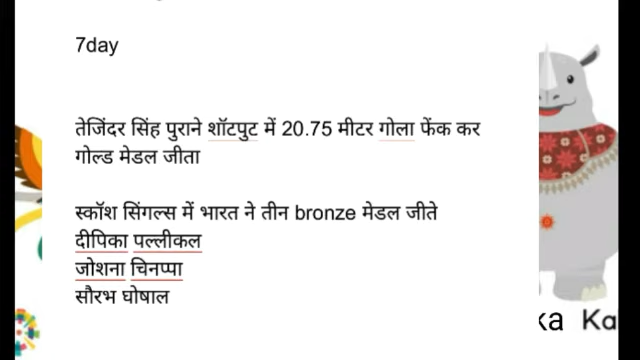 7day
तेजिंदर सिंह पुराने शॉटपुट में 20.75 मीटर गोला फेंक कर
गोल्ड मेडल जीता
स्कॉश सिंगल्स में भारत ने तीन bronze मेडल जीते
दीपिका पल्लीकल
जोशना चिनप्पा
सौरभ घोषाल
ka Ka